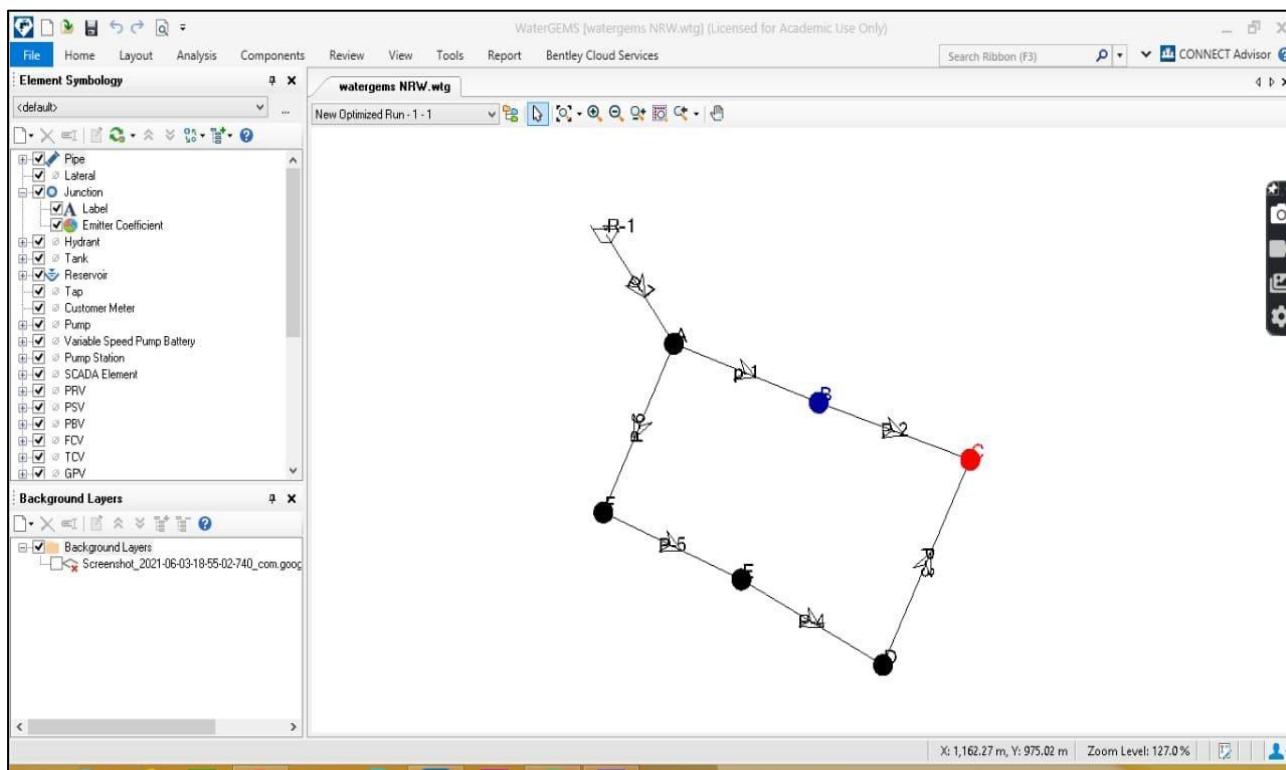 WaterGEMS [watergems NRW.wtg] (Licensed for Academic Use Only)
File Home Layout Analysis Components Review View Tools Report Bentley Cloud Services
Search Ribbon (F3)
CONNECT Advisor
Element Symbology
<default>
...
Pipe
Lateral
Junction
Label
Emitter Coefficient
Hydrant
Tank
Reservoir
Tap
Customer Meter
Pump
Variable Speed Pump Battery
Pump Station
SCADA Element
PRV
PSV
PBV
FCV
TCV
GPV
Background Layers
Background Layers
Screenshot_2021-06-03-18-55-02-740_com.goog
watergems NRW.wtg
New Optimized Run - 1 - 1
R-1
A
p-1
B
P-2
C
P-5
E
P-4
D
X: 1,162.27 m, Y: 975.02 m Zoom Level: 127.0 %